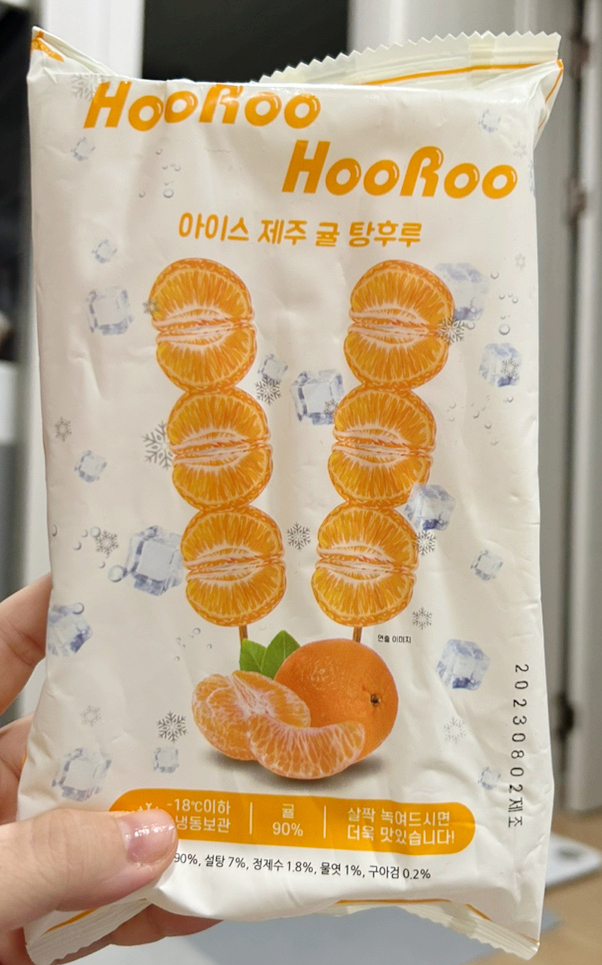 HooRoo
HooRoo
아이스 제주 귤 탕후루
연출 이미지
20230802제조
-18℃이하
냉동보관
귤
90%
살짝 녹여드시면
더욱 맛있습니다!
90%, 설탕 7%, 정제수 1.8%, 물엿 1%, 구아검 0.2%